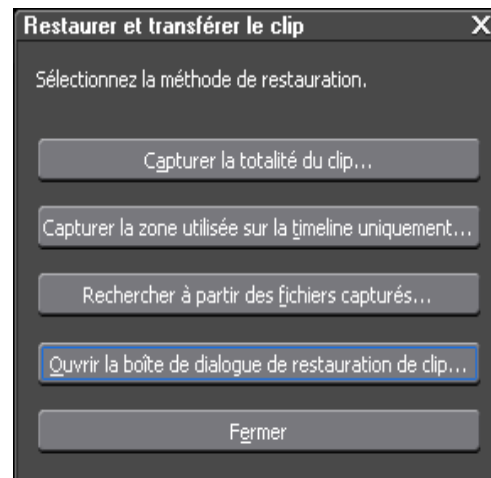 Restaurer et transférer le clip X
Sélectionnez la méthode de restauration.
Capturer la totalité du clip...
Capturer la zone utilisée sur la timeline uniquement...
Rechercher à partir des fichiers capturés...
Ouvrir la boîte de dialogue de restauration de clip...
Fermer